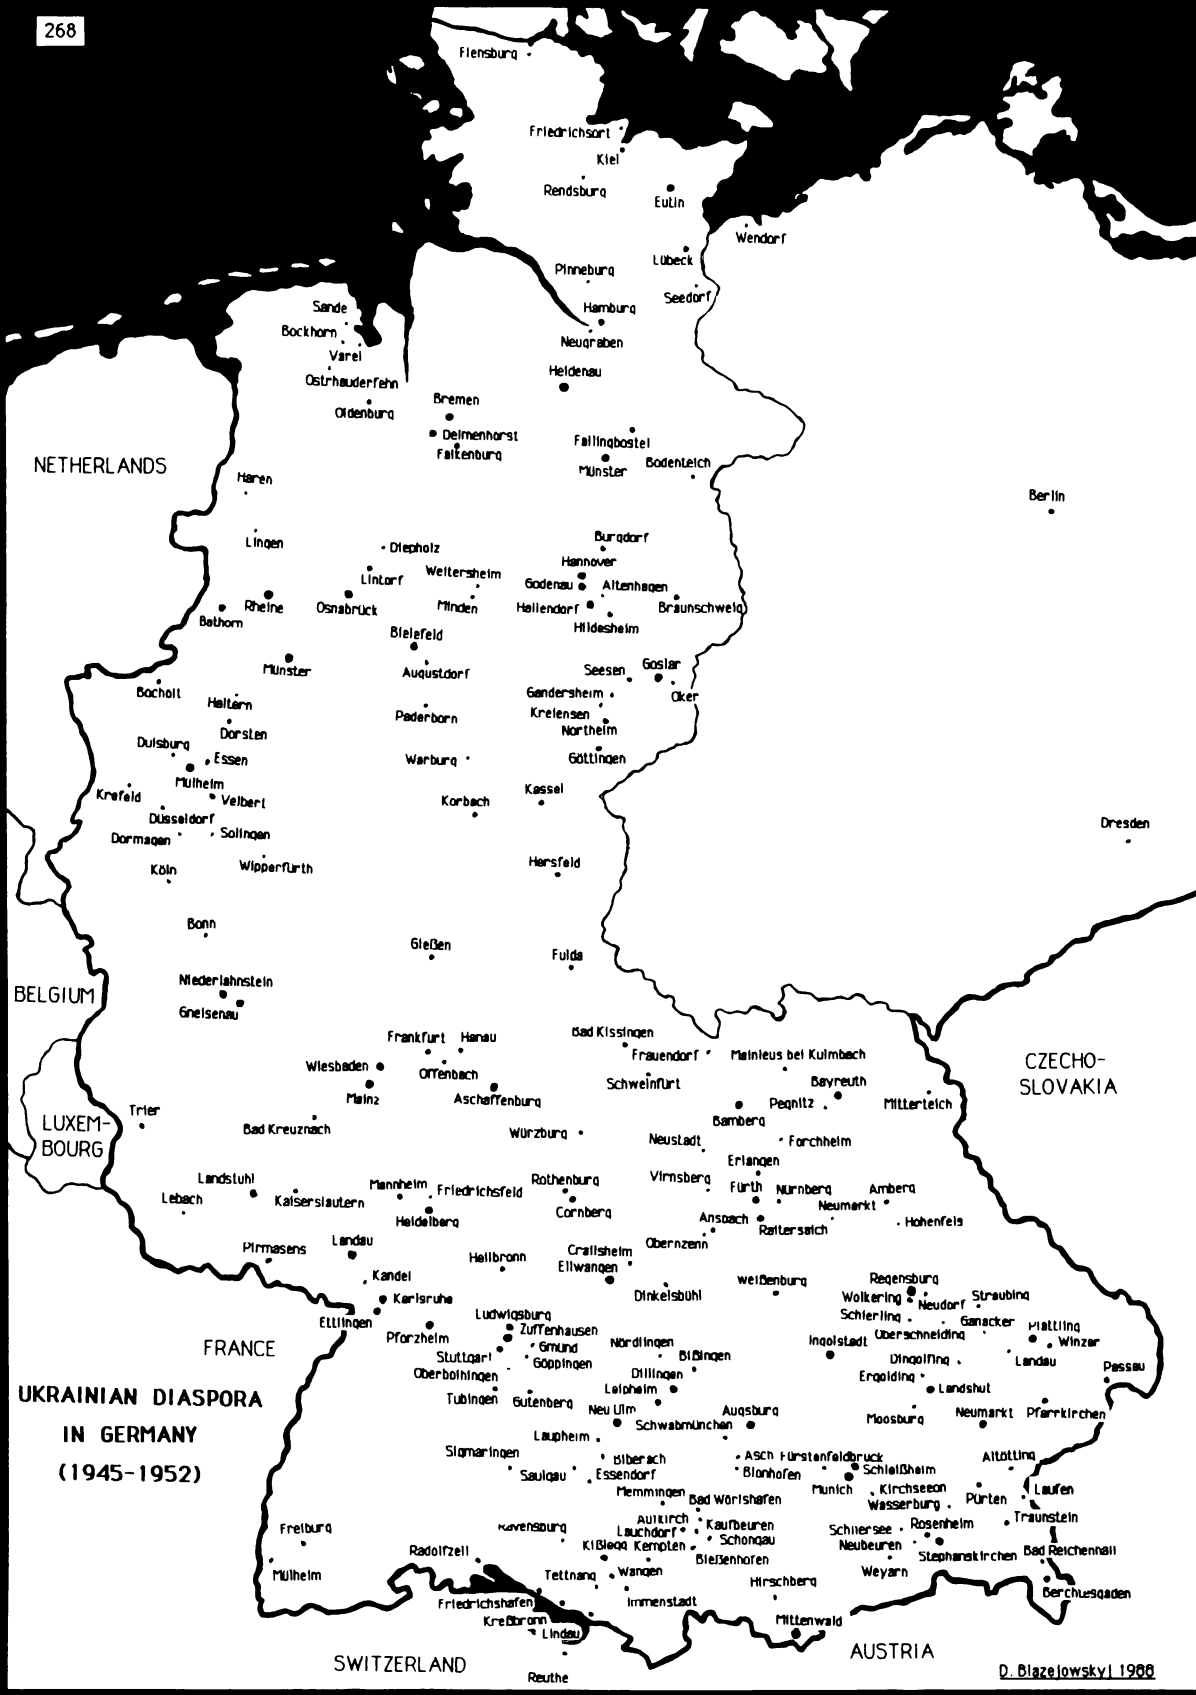 268
Flensburg
Friedrichsort
Kiel
Rendsburg
Eutin
Wendorf
Lübeck
Pinneburg
Seedorf
Hamburg
Sande
Bockhorn
Neugraben
Varel
Heidenau
Ostrhauderfehn
Bremen
Oldenburg
Delmenhorst
Fallingbostel
Falkenburg
NETHERLANDS
Münster
Bodenteich
Haren
Berlin
Lingen
Burgdorf
Diepholz
Hannover
Weitersheim
Lintorf
Godenau
Altenhagen
Rheine
Osnabrück
Minden
Hallendorf
Braunschweig
Bathorn
Hildesheim
Bielefeld
Münster
Augustdorf
Seesen
Goslar
Bocholt
Gandersheim
Oker
Haltern
Kreiensen
Paderborn
Dorsten
Northeim
Duisburg
Essen
Warburg
Göttingen
Mülheim
Krefeld
Velbert
Korbach
Kassel
Düsseldorf
Dresden
Dormagen
Solingen
Köln
Wipperfürth
Hersfeld
Bonn
Gießen
Fulda
Niederlahnstein
BELGIUM
Gneisenau
Frankfurt
Hanau
Bad Kissingen
Frauendorf
Mainleus bei Kulmbach
CZECHO-
SLOVAKIA
Wiesbaden
Offenbach
Schweinfurt
Bayreuth
Mainz
Aschaffenburg
Pegnitz
Mitterteich
Trier
Bamberg
LUXEM-
BOURG
Bad Kreuznach
Würzburg
Neustadt
Forchheim
Erlangen
Landstuhl
Virnsberg
Lebach
Kaiserslautern
Mannheim
Friedrichsfeld
Rothenburg
Fürth
Nürnberg
Amberg
Heidelberg
Cornberg
Neumarkt
Ansbach
Raitersaich
Hohenfels
Obernzenn
Pirmasens
Landau
Heilbronn
Crailsheim
Ellwangen
Kandel
Weißenburg
Regensburg
Karlsruhe
Dinkelsbühl
Wolkering
Neudorf
Straubing
Ettlingen
Ludwigsburg
Schierling
Ganacker
Plattling
Pforzheim
Zuffenhausen
Oberschneiding
FRANCE
Gmund
Nördlingen
Ingolstadt
Winzer
Stuttgart
Göppingen
Bißingen
Dingolfing
Landau
Passau
Oberboihingen
Dillingen
Ergolding
UKRAINIAN DIASPORA
IN GERMANY
(1945-1952)
Tubingen
Gutenberg
Leipheim
Landshut
Neu Ulm
Augsburg
Moosburg
Neumarkt
Pfarrkirchen
Schwabmünchen
Laupheim
Sigmaringen
Biberach
Asch
Fürstenfeldbruck
Altötting
Saulgau
Essendorf
Blonhofen
Schleißheim
Memmingen
Munich
Kirchseeon
Laufen
Bad Wörishafen
Wasserburg
Pürten
Ravensburg
Aufkirch
Traunstein
Freiburg
Lauchdorf
Kaufbeuren
Schliersee
Rosenheim
Schongau
Radolfzell
Kißlegg
Kempten
Neubeuren
Bießenhofen
Stephanskirchen
Bad Reichenhall
Mülheim
Tettnang
Wangen
Weyarn
Hirschberg
Berchtesgaden
Friedrichshafen
Immenstadt
Kreßbronn
Mittenwald
Lindau
AUSTRIA
SWITZERLAND
Reuthe
D. Blazejowskyj 1988